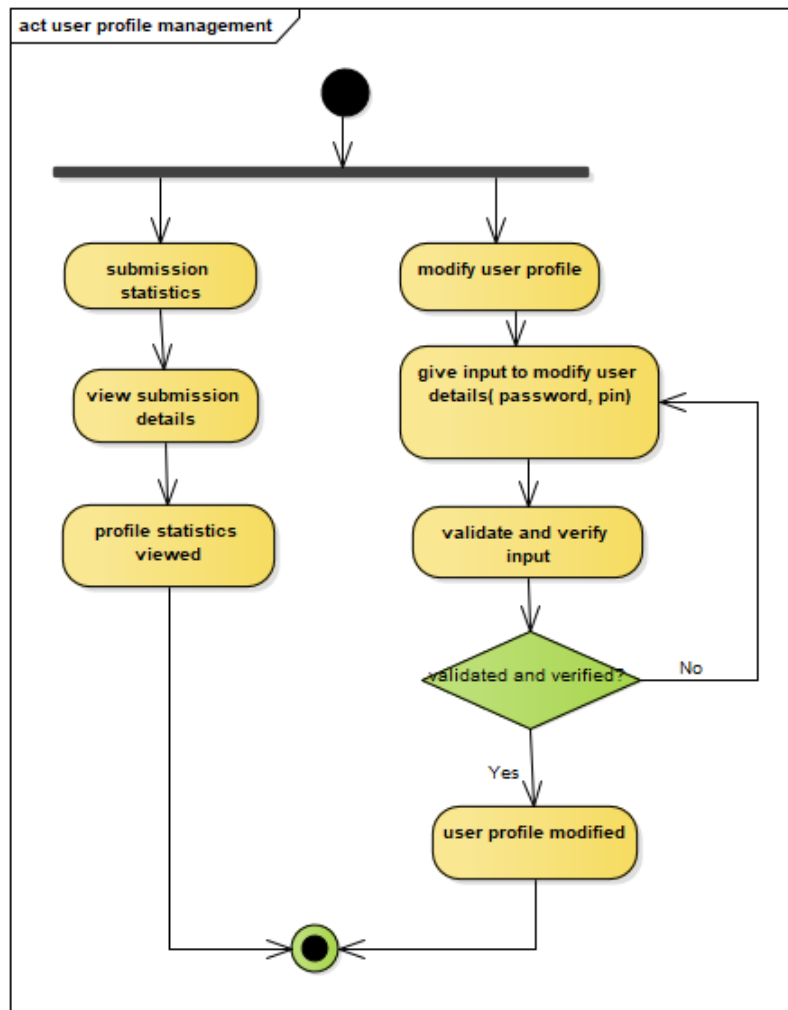 act user profile management
submission
statistics
modify user profile
view submission
details
give input to modify user
details( password, pin)
profile statistics
viewed
validate and verify
input
validated and verified?
No
Yes
user profile modified